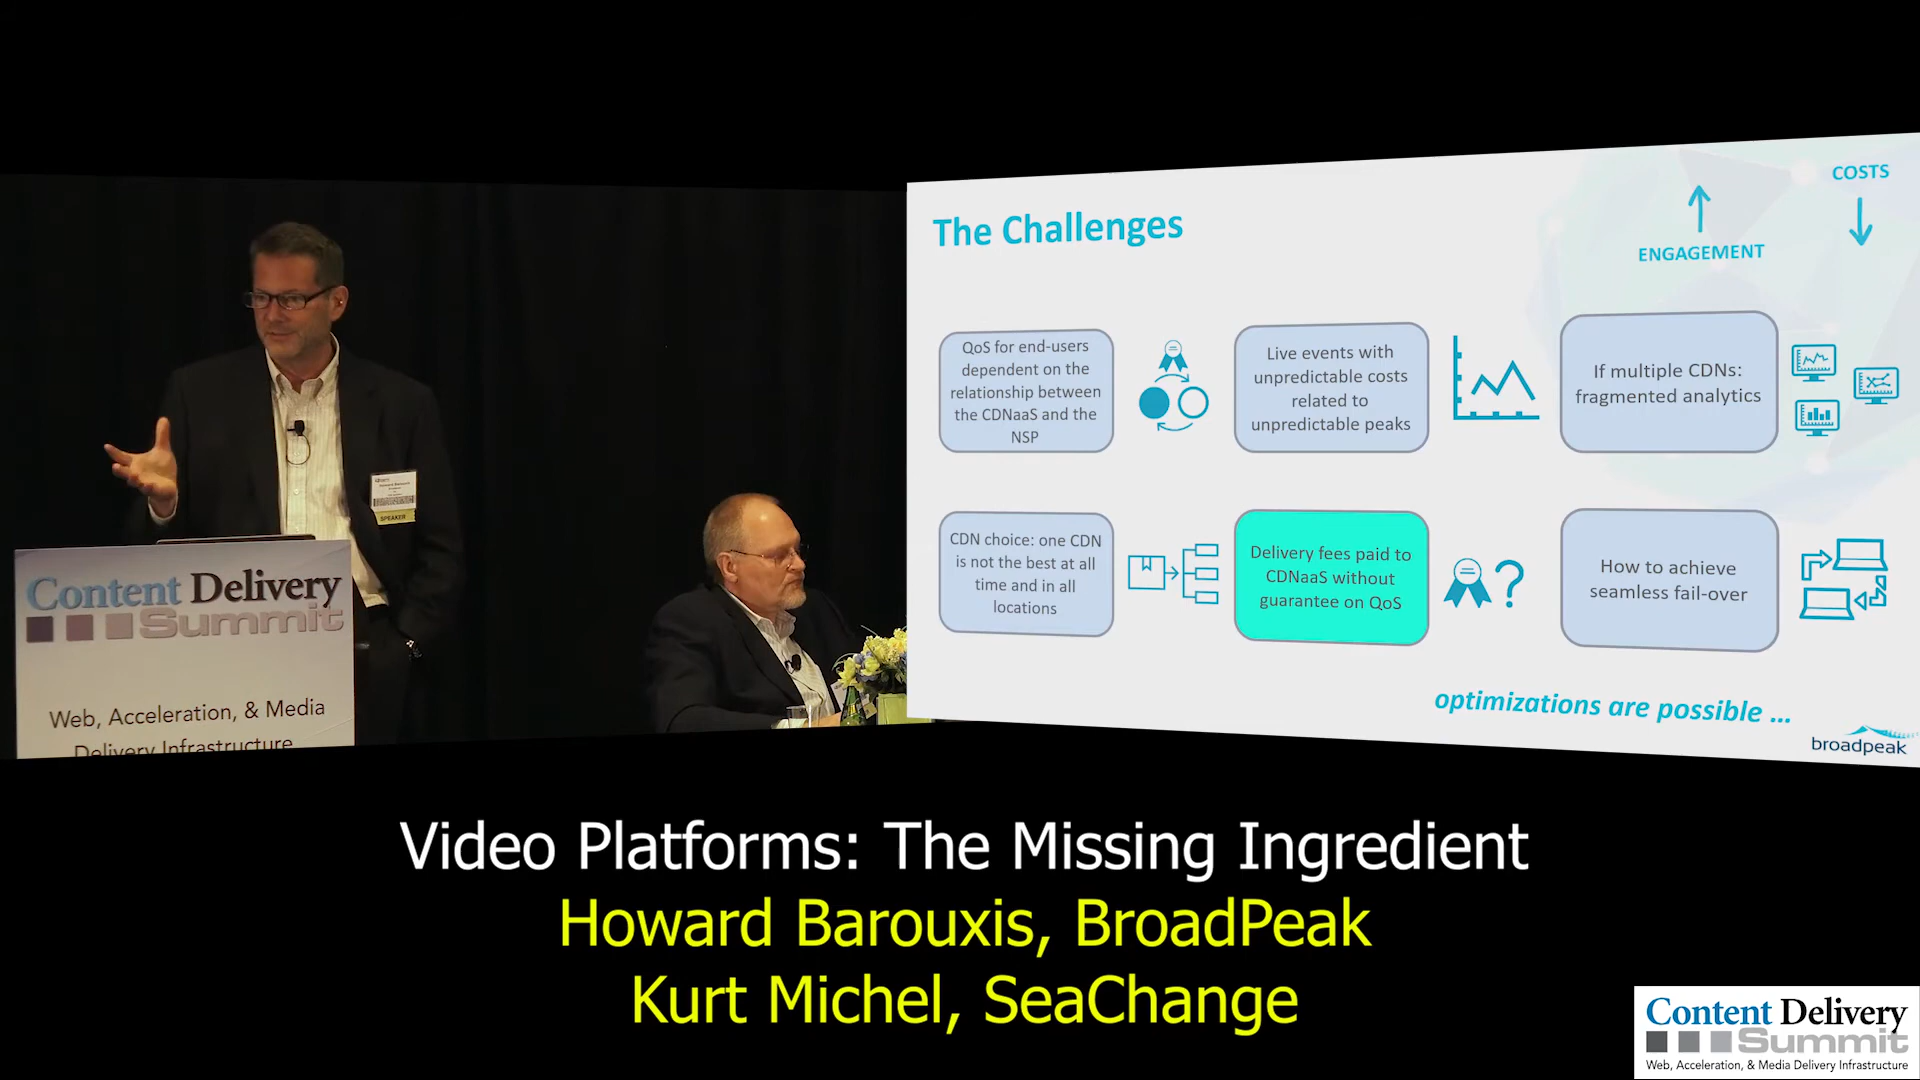 The Challenges
ENGAGEMENT
COSTS
QoS for end-users
dependent on the
relationship between
the CDNaaS and the
NSP
Live events with
unpredictable costs
related to
unpredictable peaks
If multiple CDNs:
fragmented analytics
CDN choice: one CDN
is not the best at all
time and in all
locations
Delivery fees paid to
CDNaaS without
guarantee on QoS
?
How to achieve
seamless fail-over
optimizations are possible ...
broadpeak
Howard Barouxis
SPEAKER
Content Delivery
Summit
Web, Acceleration, & Media
Delivery Infrastructure
Video Platforms: The Missing Ingredient
Howard Barouxis, BroadPeak
Kurt Michel, SeaChange
Content Delivery
Summit
Web, Acceleration, & Media Delivery Infrastructure